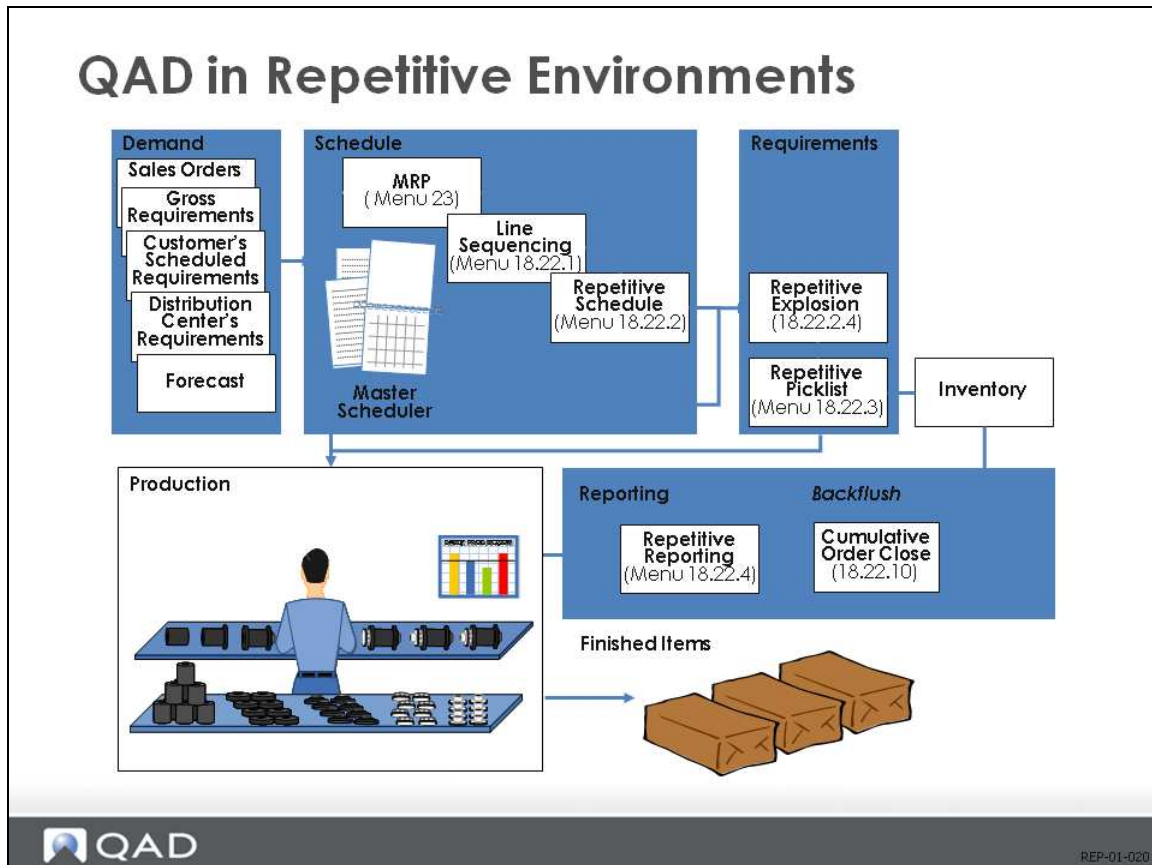 QAD in Repetitive Environments
Demand
Sales Orders
Gross
Requirements
Customer's
Scheduled
Requirements
Distribution
Center's
Requirements
Forecast
Schedule
MRP
( Menu 23)
Line
Sequencing
(Menu 18.22.1)
Repetitive
Schedule
(Menu 18.22.2)
Master
Scheduler
Requirements
Repetitive
Explosion
(18.22.2.4)
Repetitive
Picklist
(Menu 18.22.3)
Inventory
Production
Reporting
Repetitive
Reporting
(Menu 18.22.4)
Backflush
Cumulative
Order Close
(18.22.10)
Finished Items
QAD
REP-01-020